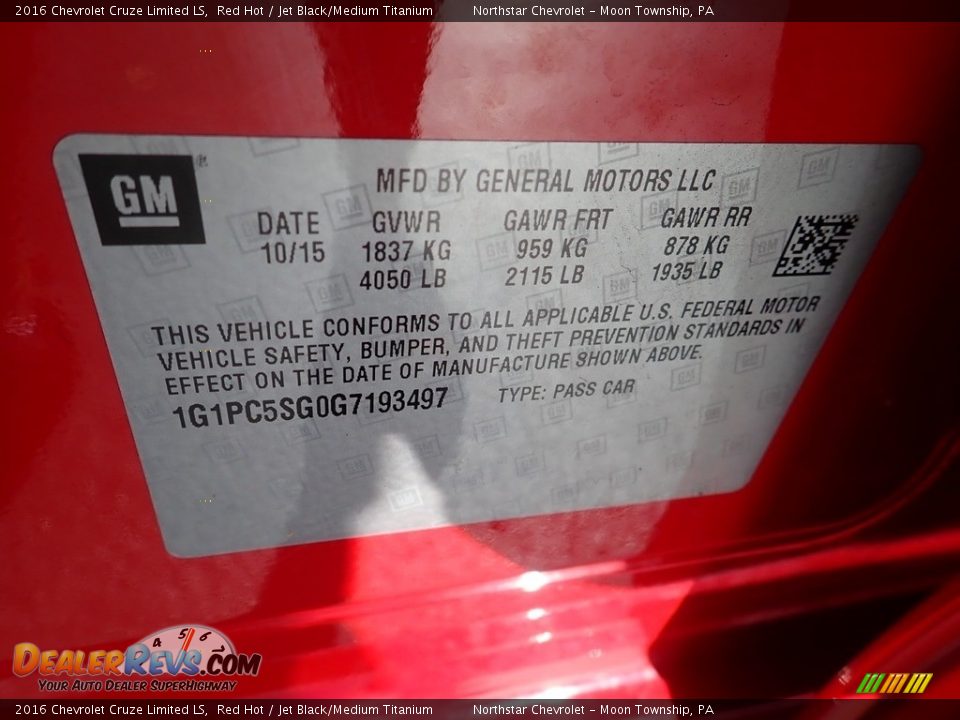 2016 Chevrolet Cruze Limited LS,  Red Hot / Jet Black/Medium Titanium  Northstar Chevrolet - Moon Township, PA
GM
MFD BY GENERAL MOTORS LLC
DATE GVWR GAWR FRT GAWR RR
10/15 1837 KG 959 KG 878 KG
4050 LB 2115 LB 1935 LB
THIS VEHICLE CONFORMS TO ALL APPLICABLE U.S. FEDERAL MOTOR
VEHICLE SAFETY, BUMPER, AND THEFT PREVENTION STANDARDS IN
EFFECT ON THE DATE OF MANUFACTURE SHOWN ABOVE.
1G1PC5SG0G7193497 TYPE: PASS CAR
4 5 6
DEALERREVS.COM
YOUR AUTO DEALER SUPERHIGHWAY
2016 Chevrolet Cruze Limited LS,  Red Hot / Jet Black/Medium Titanium  Northstar Chevrolet - Moon Township, PA